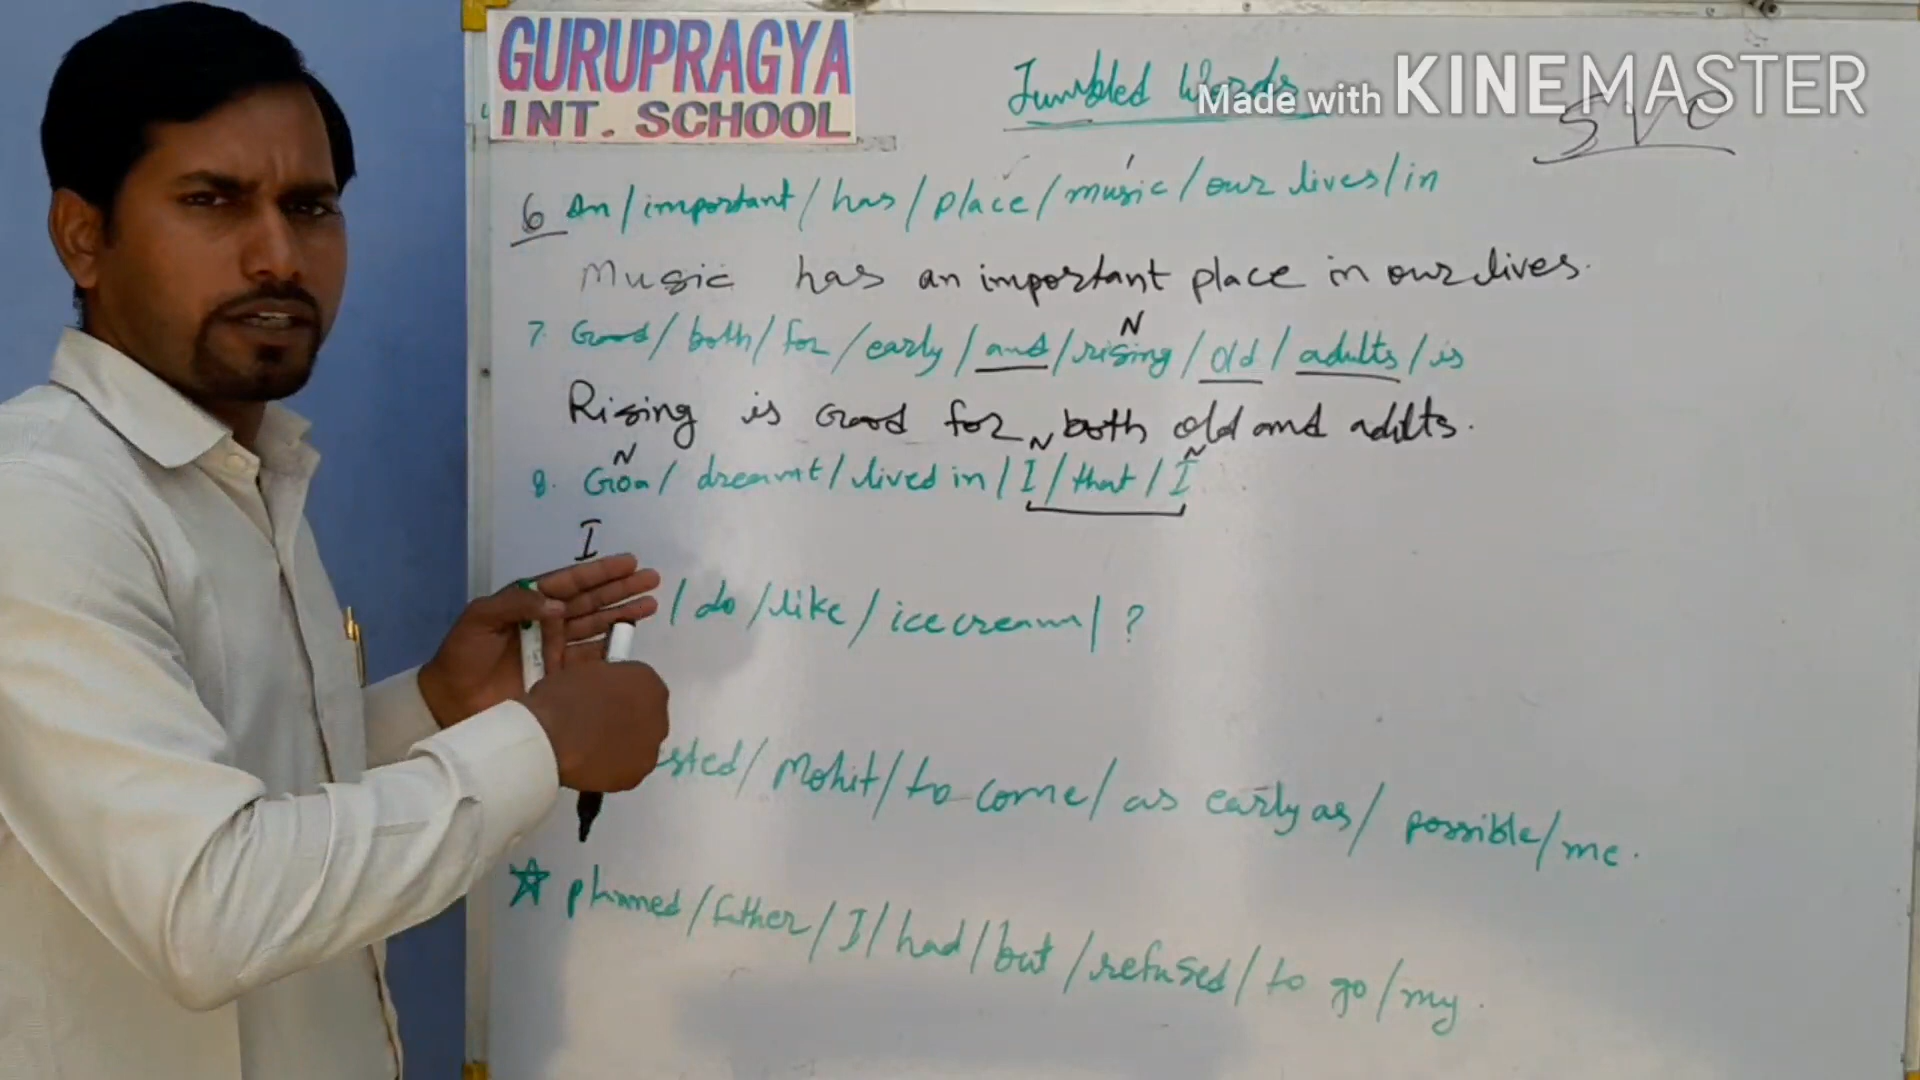 GURUPRAGYA
INT. SCHOOL
Jumbled Words
Made with KINEMASTER
SVO
6 An / important / has / place / music / our lives / in
Music has an important place in our lives.
N
7. Good / both / for / early / and / rising / old / adults / is
Rising is Good for both old and adults.
N N N
8. Goa / dreamt / lived in / I / that / I
I
/ do / like / ice cream / ?
sted / Mohit / to come / as early as / possible / me.
phoned / father / I / had / but / refused / to go / my.